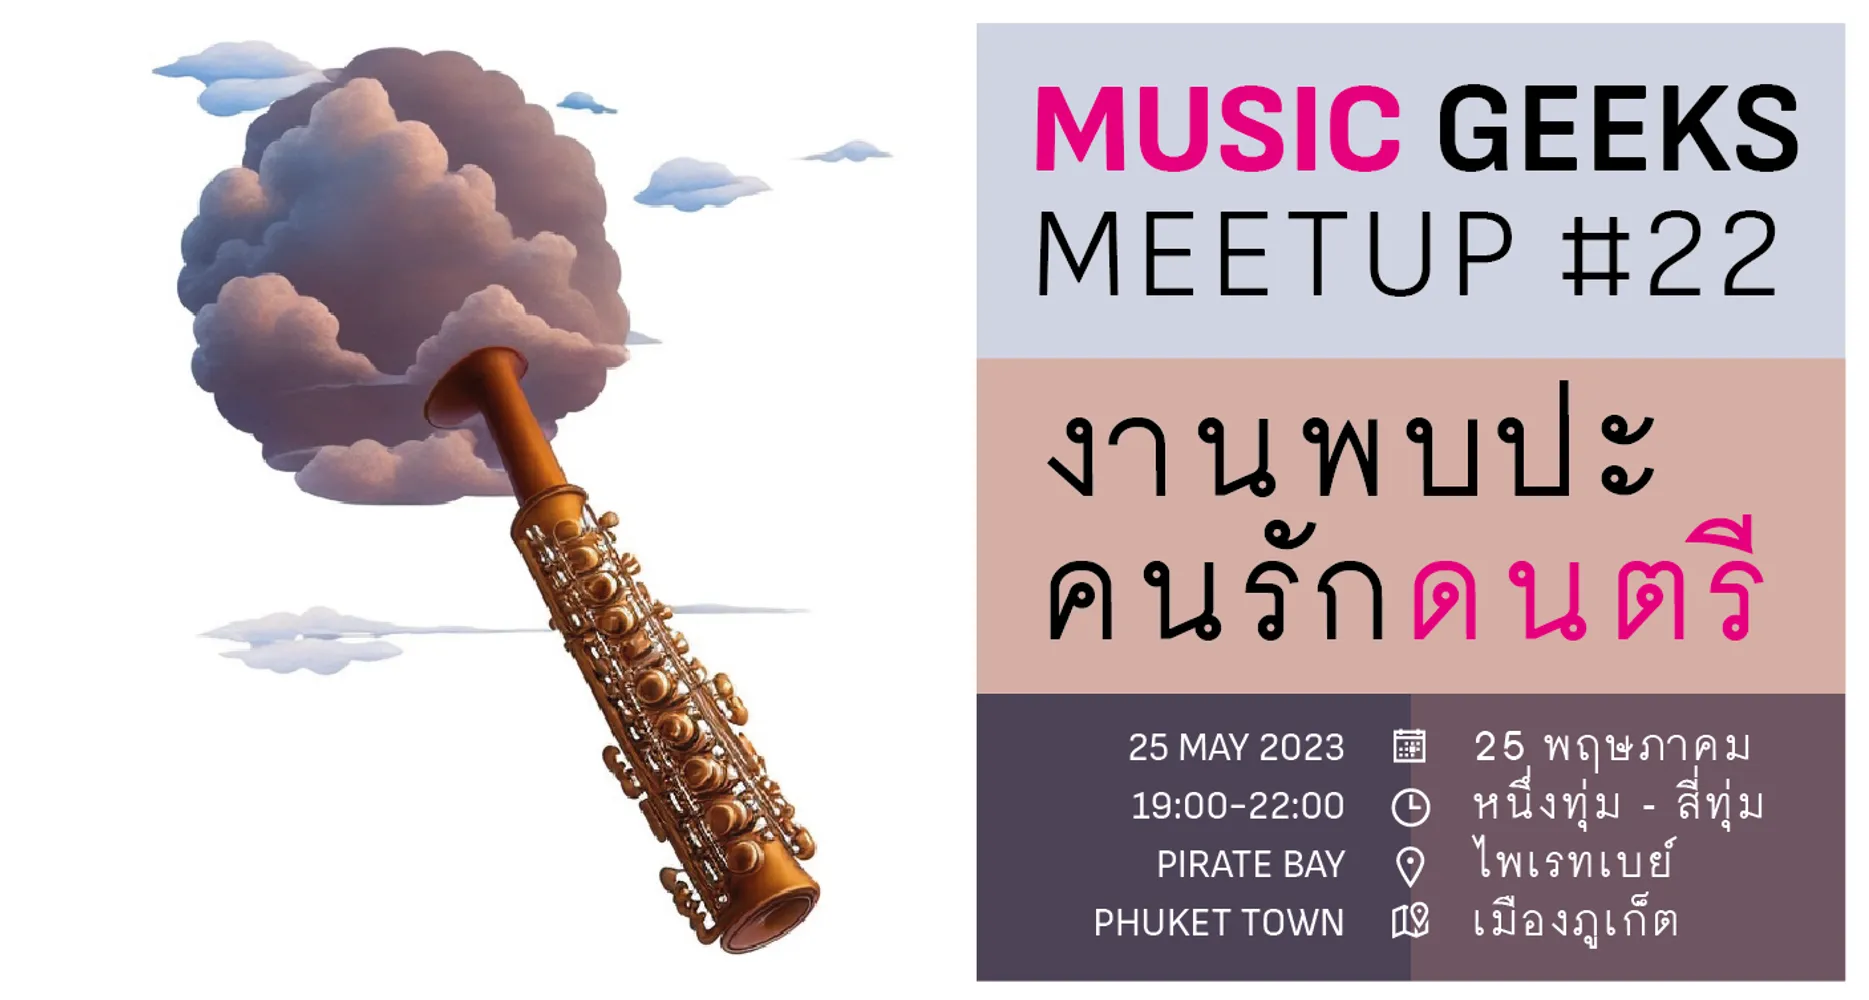 MUSIC GEEKS
MEETUP #22
งานพบปะ
คนรักดนตรี
25 MAY 2023
25 พฤษภาคม
19:00-22:00
หนึ่งทุ่ม - สี่ทุ่ม
PIRATE BAY
ไพเรทเบย์
PHUKET TOWN
เมืองภูเก็ต